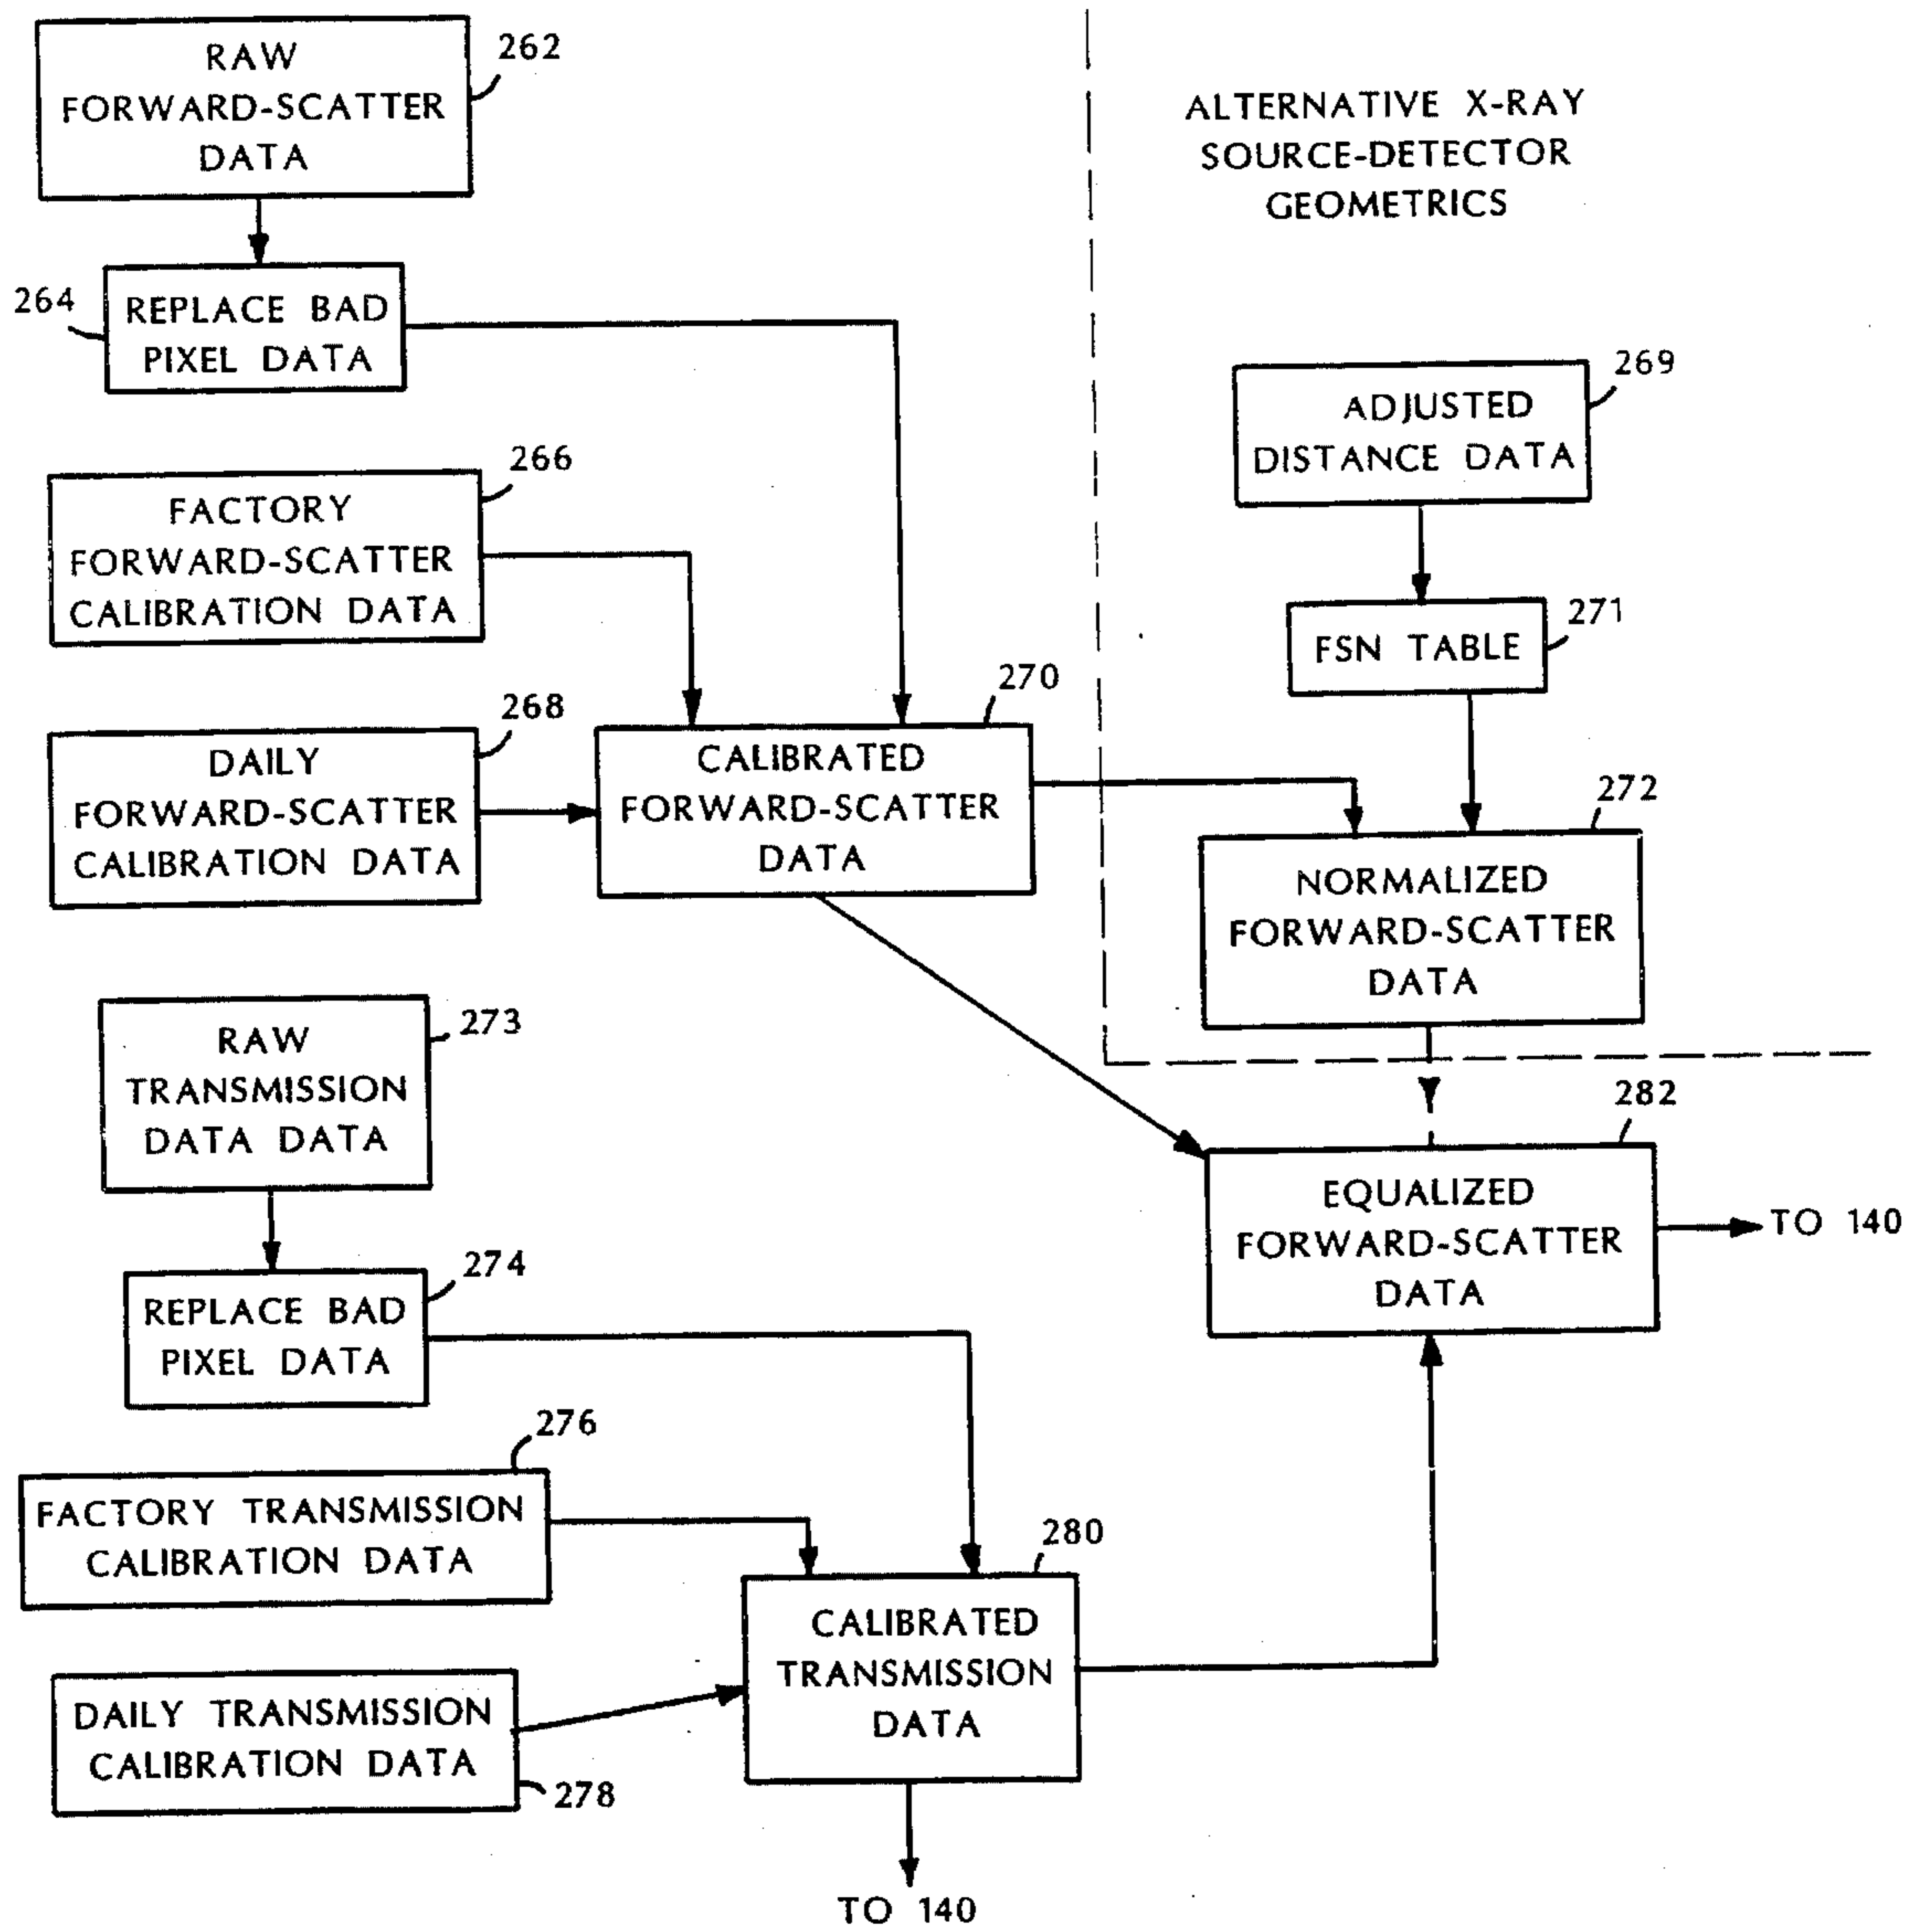 RAW
FORWARD-SCATTER
DATA
262
ALTERNATIVE X-RAY
SOURCE-DETECTOR
GEOMETRICS
264
REPLACE BAD
PIXEL DATA
269
ADJUSTED
DISTANCE DATA
266
FACTORY
FORWARD-SCATTER
CALIBRATION DATA
271
FSN TABLE
268
DAILY
FORWARD-SCATTER
CALIBRATION DATA
270
CALIBRATED
FORWARD-SCATTER
DATA
272
NORMALIZED
FORWARD-SCATTER
DATA
273
RAW
TRANSMISSION
DATA DATA
282
EQUALIZED
FORWARD-SCATTER
DATA
TO 140
274
REPLACE BAD
PIXEL DATA
276
FACTORY TRANSMISSION
CALIBRATION DATA
280
CALIBRATED
TRANSMISSION
DATA
DAILY TRANSMISSION
CALIBRATION DATA
278
TO 140